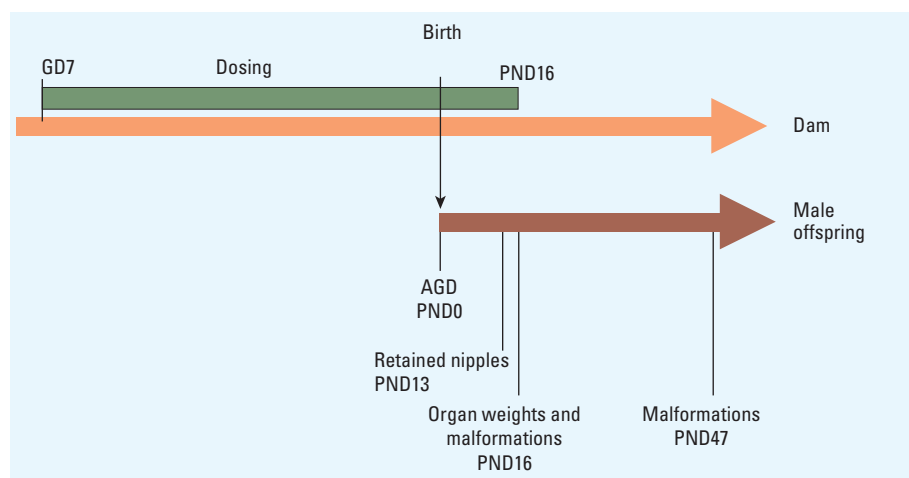 Birth
GD7
Dosing
PND16
Dam
Male
offspring
AGD
PND0
Retained nipples
PND13
Organ weights and
malformations
PND16
Malformations
PND47